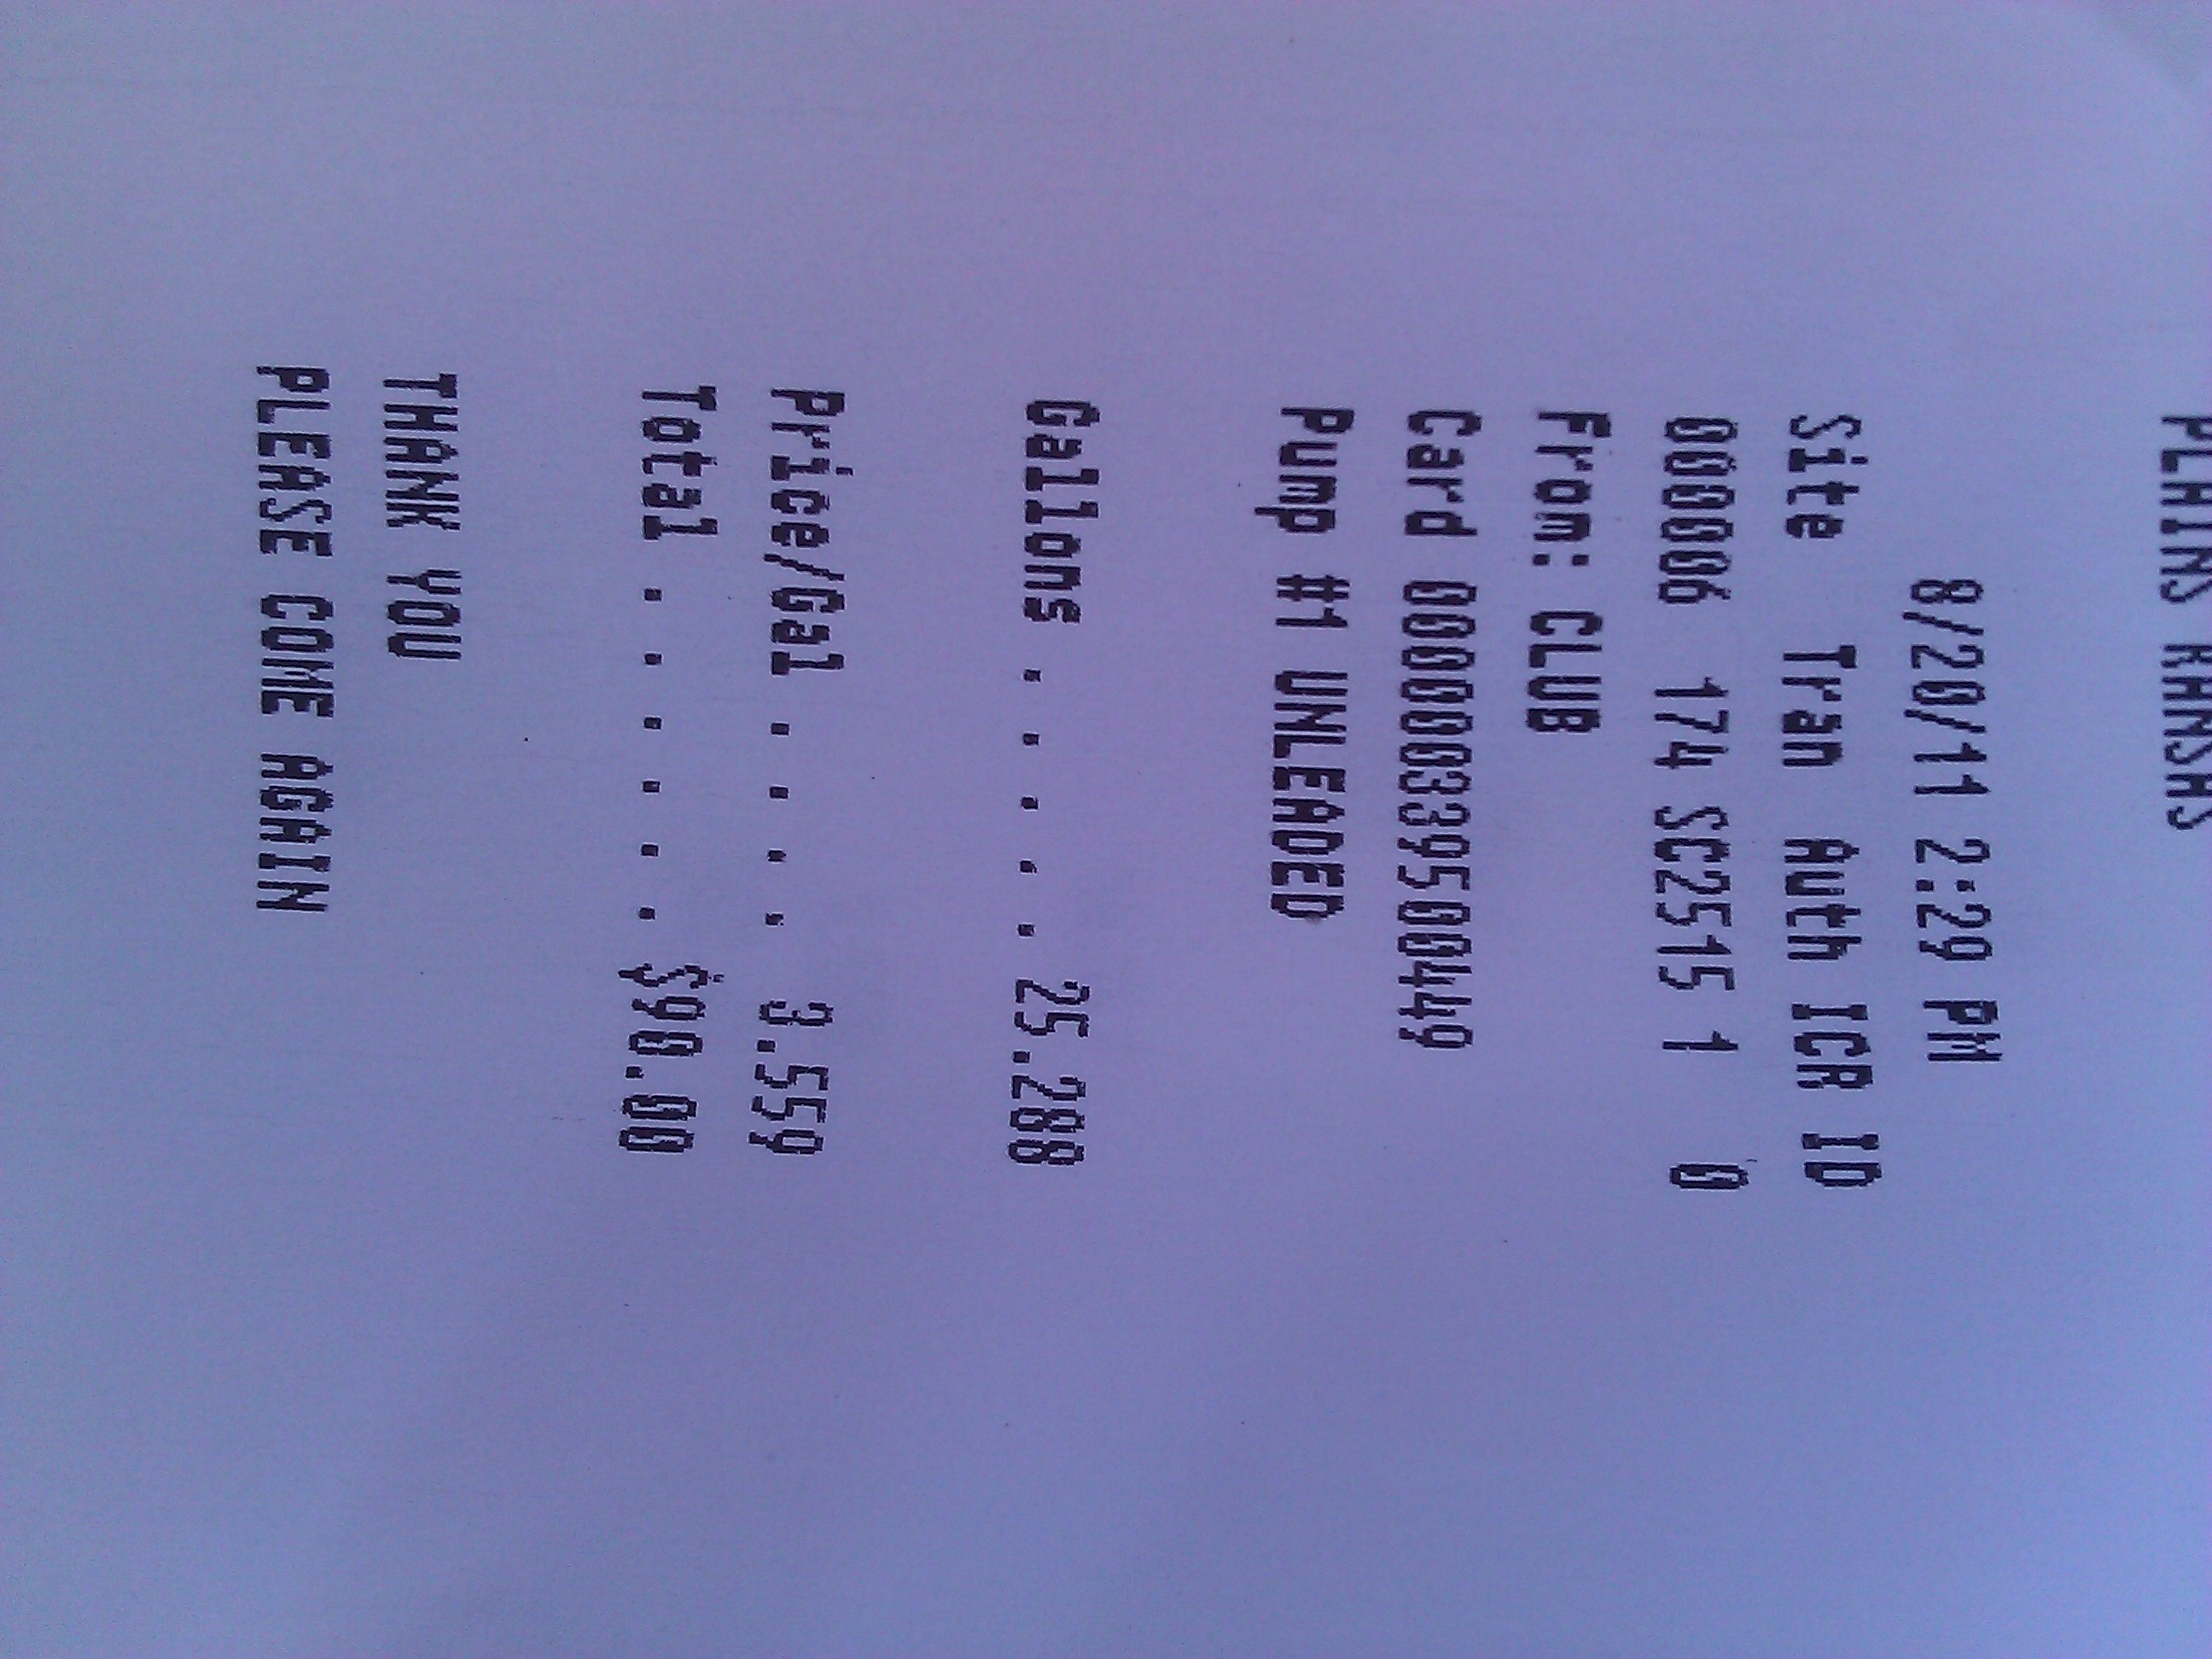 PLAINS KANSAS
8/20/11 2:29 PM
Site Tran Auth ICR ID
000006 174 SC2515 1 0
From: CLUB
Card 000000339500449
Pump #1 UNLEADED
Gallons . . . . . 25.288
Price/Gal . . . . 3.559
Total . . . . . . $90.00
THANK YOU
PLEASE COME AGAIN